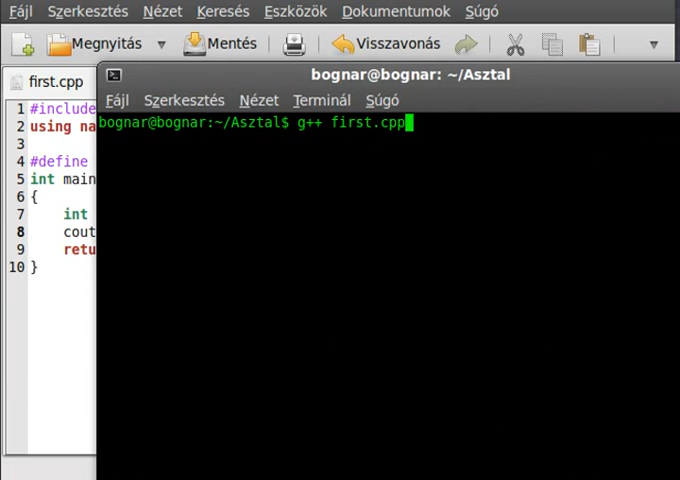 Fájl Szerkesztés Nézet Keresés Eszközök Dokumentumok Súgó
Megnyitás Mentés Visszavonás
first.cpp
bognar@bognar: ~/Asztal
Fájl Szerkesztés Nézet Terminál Súgó
bognar@bognar:~/Asztal$ g++ first.cpp
1 #include
2 using na
3
4 #define
5 int main
6 {
7 int
8 cout
9 retu
10 }